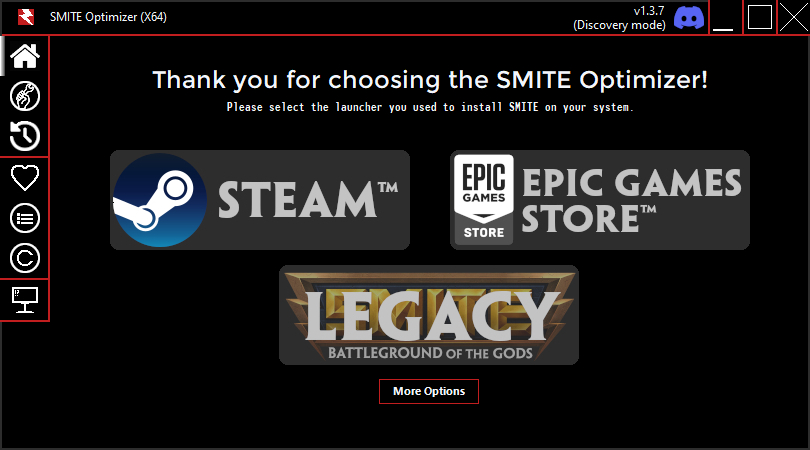 SMITE Optimizer (X64)
v1.3.7
(Discovery mode)
Thank you for choosing the SMITE Optimizer!
Please select the launcher you used to install SMITE on your system.
STEAM™
EPIC
GAMES
STORE
EPIC GAMES
STORE™
SMITE
LEGACY
BATTLEGROUND OF THE GODS
More Options